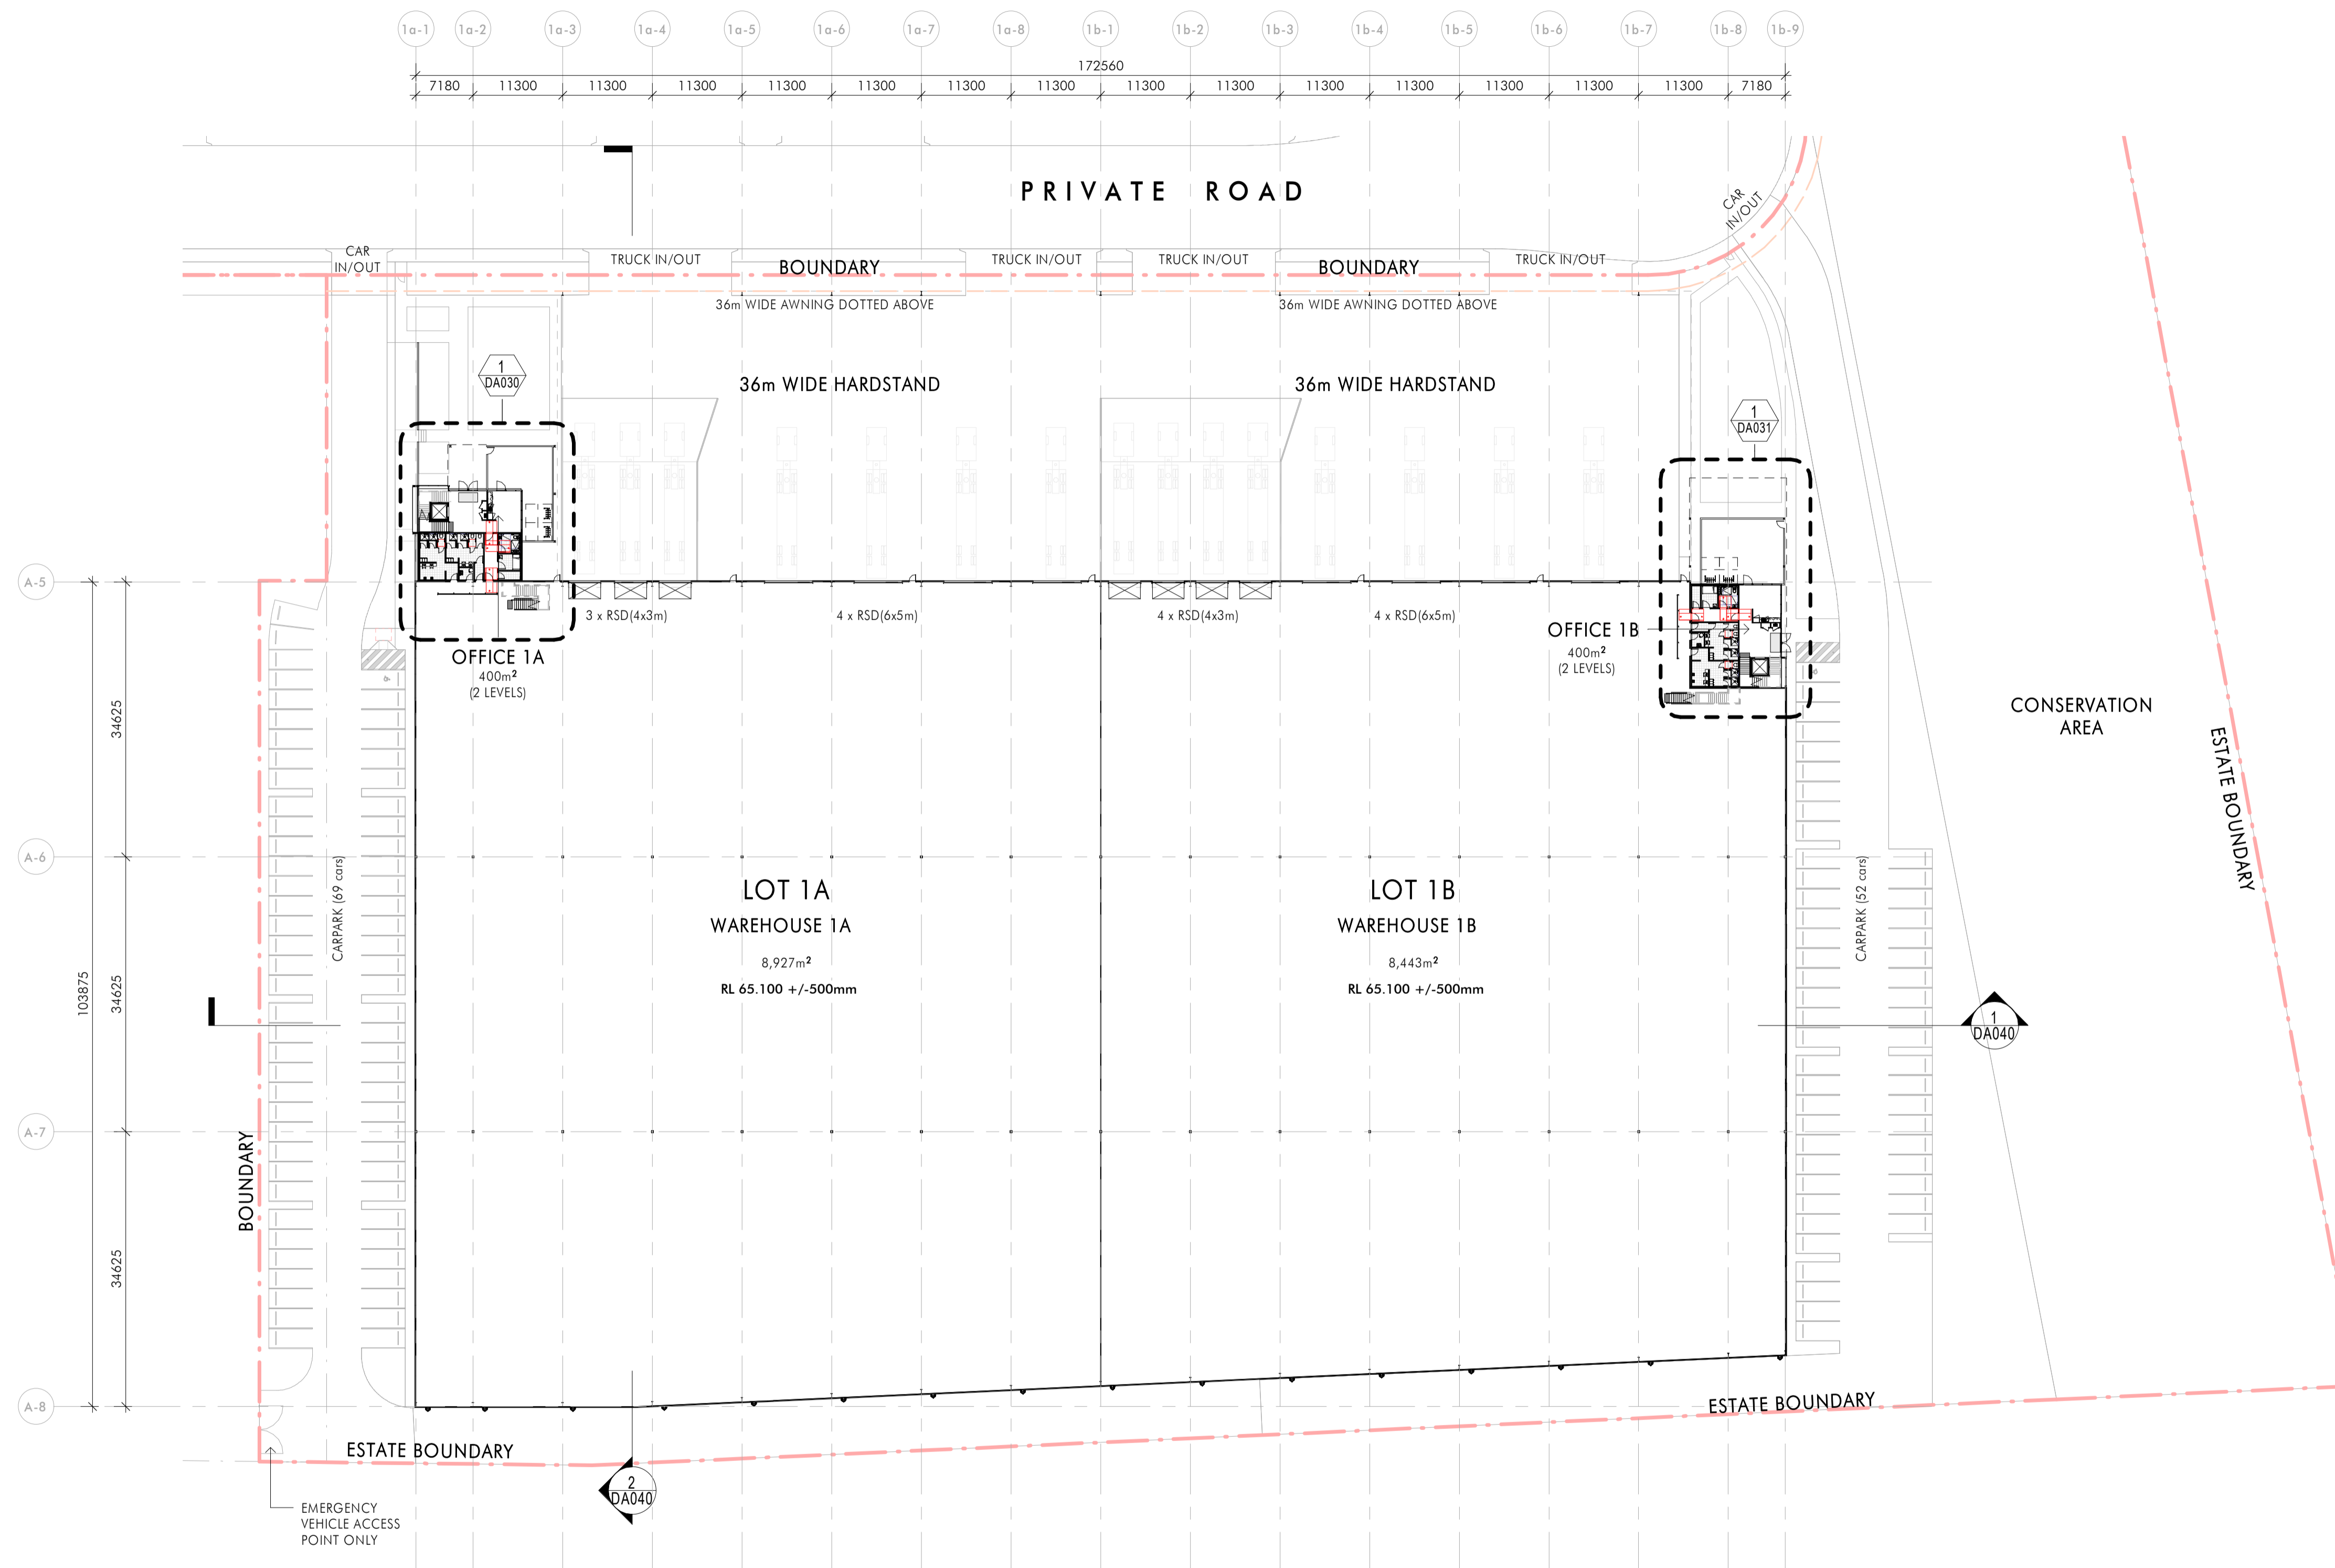 1a-1 1a-2 1a-3 1a-4 1a-5 1a-6 1a-7 1a-8 1b-1 1b-2 1b-3 1b-4 1b-5 1b-6 1b-7 1b-8 1b-9
172560
7180 11300 11300 11300 11300 11300 11300 11300 11300 11300 11300 11300 11300 11300 11300 7180
PRIVATE ROAD
CAR
IN/OUT
CAR
IN/OUT
TRUCK IN/OUT
BOUNDARY
TRUCK IN/OUT
TRUCK IN/OUT
BOUNDARY
TRUCK IN/OUT
36m WIDE AWNING DOTTED ABOVE
36m WIDE AWNING DOTTED ABOVE
1
DA030
36m WIDE HARDSTAND
36m WIDE HARDSTAND
1
DA031
A-5
3 x RSD(4x3m)
4 x RSD(6x5m)
4 x RSD(4x3m)
4 x RSD(6x5m)
OFFICE 1A
400m²
(2 LEVELS)
OFFICE 1B
400m²
(2 LEVELS)
34625
CONSERVATION
AREA
ESTATE BOUNDARY
A-6
CARPARK (69 cars)
LOT 1A
WAREHOUSE 1A
8,927m²
RL 65.100 +/-500mm
LOT 1B
WAREHOUSE 1B
8,443m²
RL 65.100 +/-500mm
CARPARK (52 cars)
103875
34625
1
DA040
A-7
BOUNDARY
34625
A-8
ESTATE BOUNDARY
ESTATE BOUNDARY
2
DA040
EMERGENCY
VEHICLE ACCESS
POINT ONLY